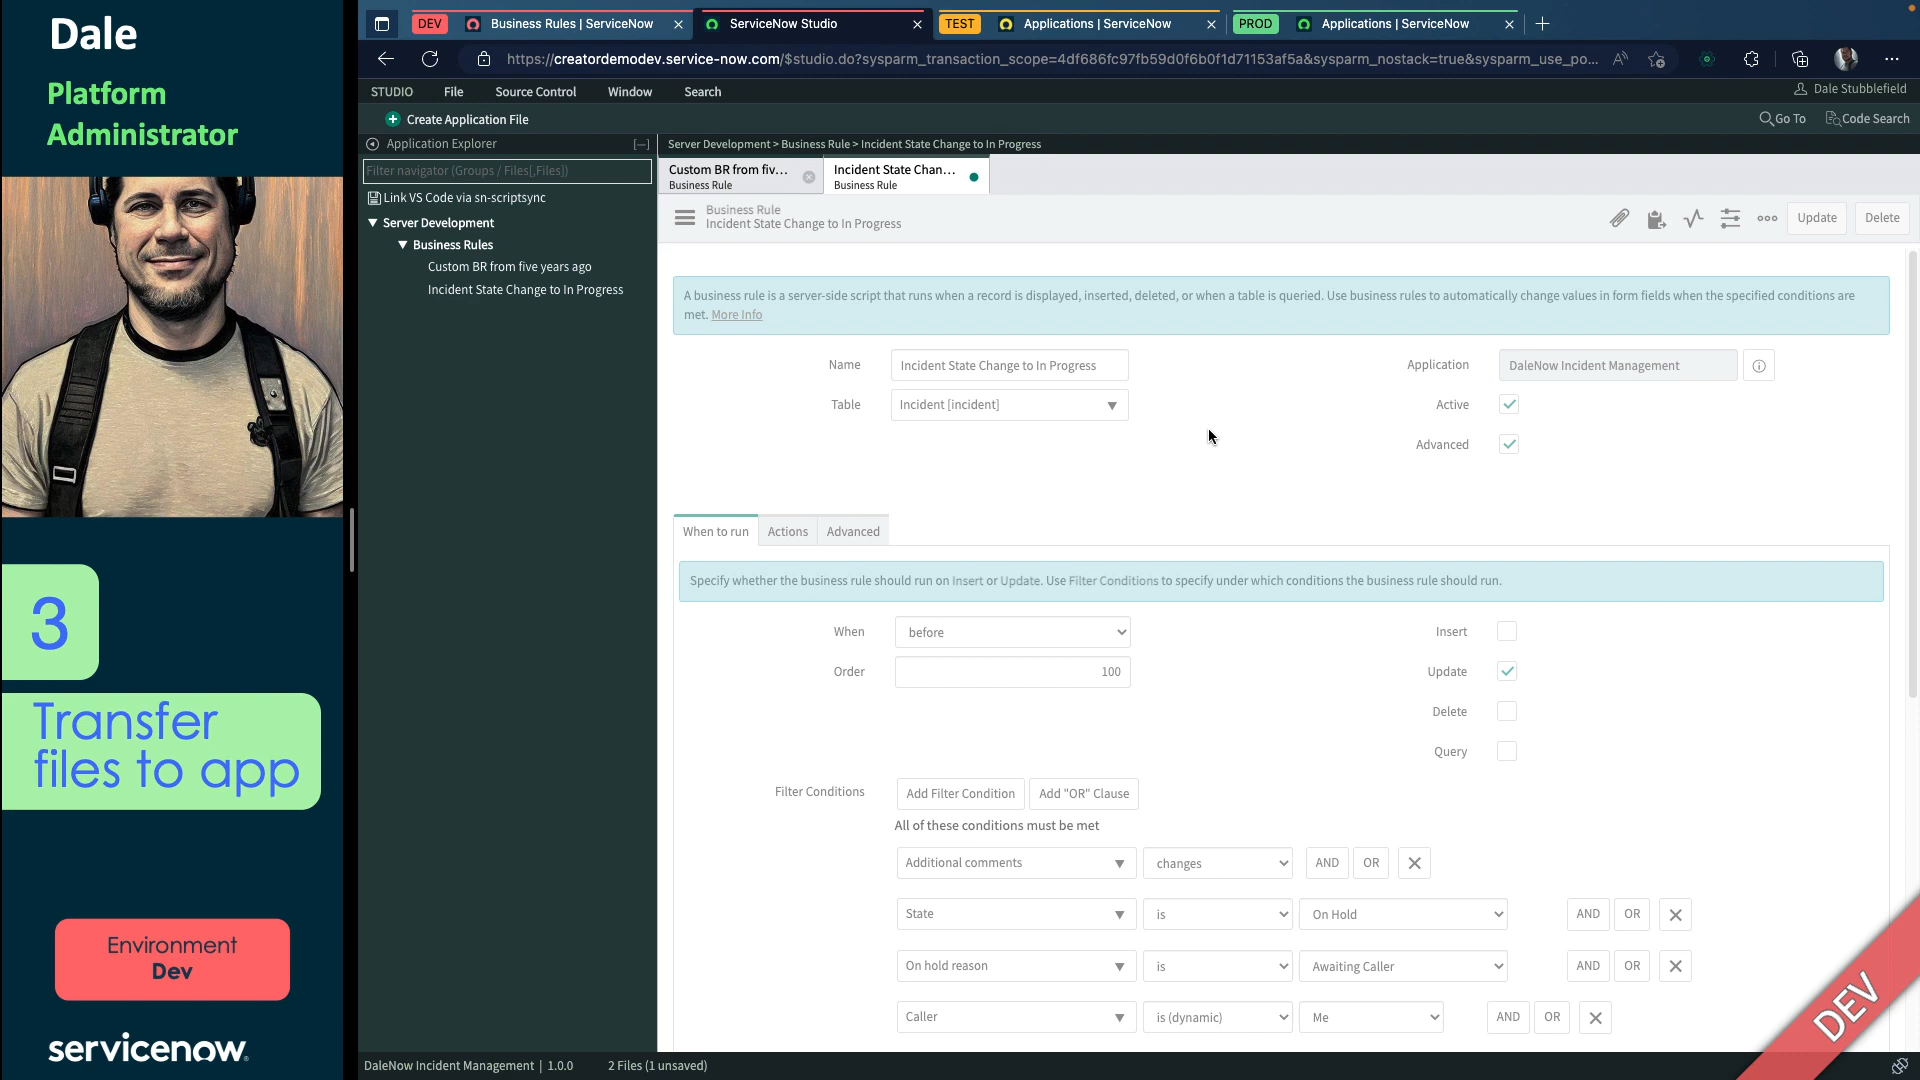 Dale
Platform
Administrator
3
Transfer
files to app
Environment
Dev
servicenow
DEV
Business Rules | ServiceNow
ServiceNow Studio
TEST
Applications | ServiceNow
PROD
Applications | ServiceNow
https://creatordemodev.service-now.com/$studio.do?sysparm_transaction_scope=4df686fc97fb59d0f6b0f1d71153af5a&sysparm_nostack=true&sysparm_use_po...
STUDIO File Source Control Window Search
Dale Stubblefield
Create Application File
Go To
Code Search
Application Explorer
[—]
Filter navigator (Groups / Files[,Files])
Link VS Code via sn-scriptsync
Server Development
Business Rules
Custom BR from five years ago
Incident State Change to In Progress
Server Development > Business Rule > Incident State Change to In Progress
Custom BR from fiv...
Business Rule
Incident State Chan...
Business Rule
Business Rule
Incident State Change to In Progress
Update
Delete
A business rule is a server-side script that runs when a record is displayed, inserted, deleted, or when a table is queried. Use business rules to automatically change values in form fields when the specified conditions are
met. More Info
Name Incident State Change to In Progress
Application DaleNow Incident Management
Table Incident [incident]
Active
Advanced
When to run Actions Advanced
Specify whether the business rule should run on Insert or Update. Use Filter Conditions to specify under which conditions the business rule should run.
When before
Insert
Order 100
Update
Delete
Query
Filter Conditions Add Filter Condition Add "OR" Clause
All of these conditions must be met
Additional comments changes AND OR
State is On Hold AND OR
On hold reason is Awaiting Caller AND OR
Caller is (dynamic) Me AND OR
DEV
DaleNow Incident Management | 1.0.0 2 Files (1 unsaved)